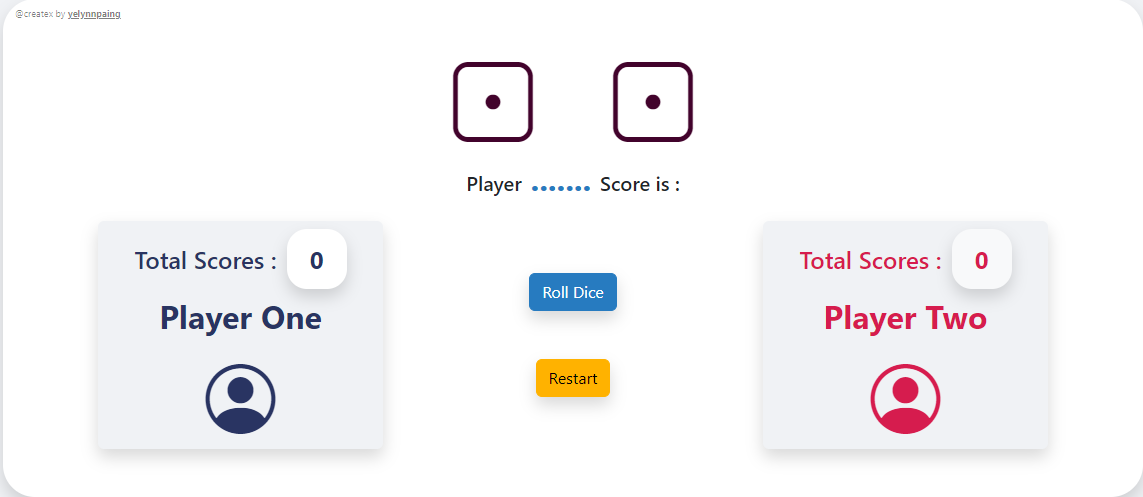 @createx by yelynnpaing
Player ....... Score is :
Total Scores : 0
Player One
Roll Dice
Restart
Total Scores : 0
Player Two